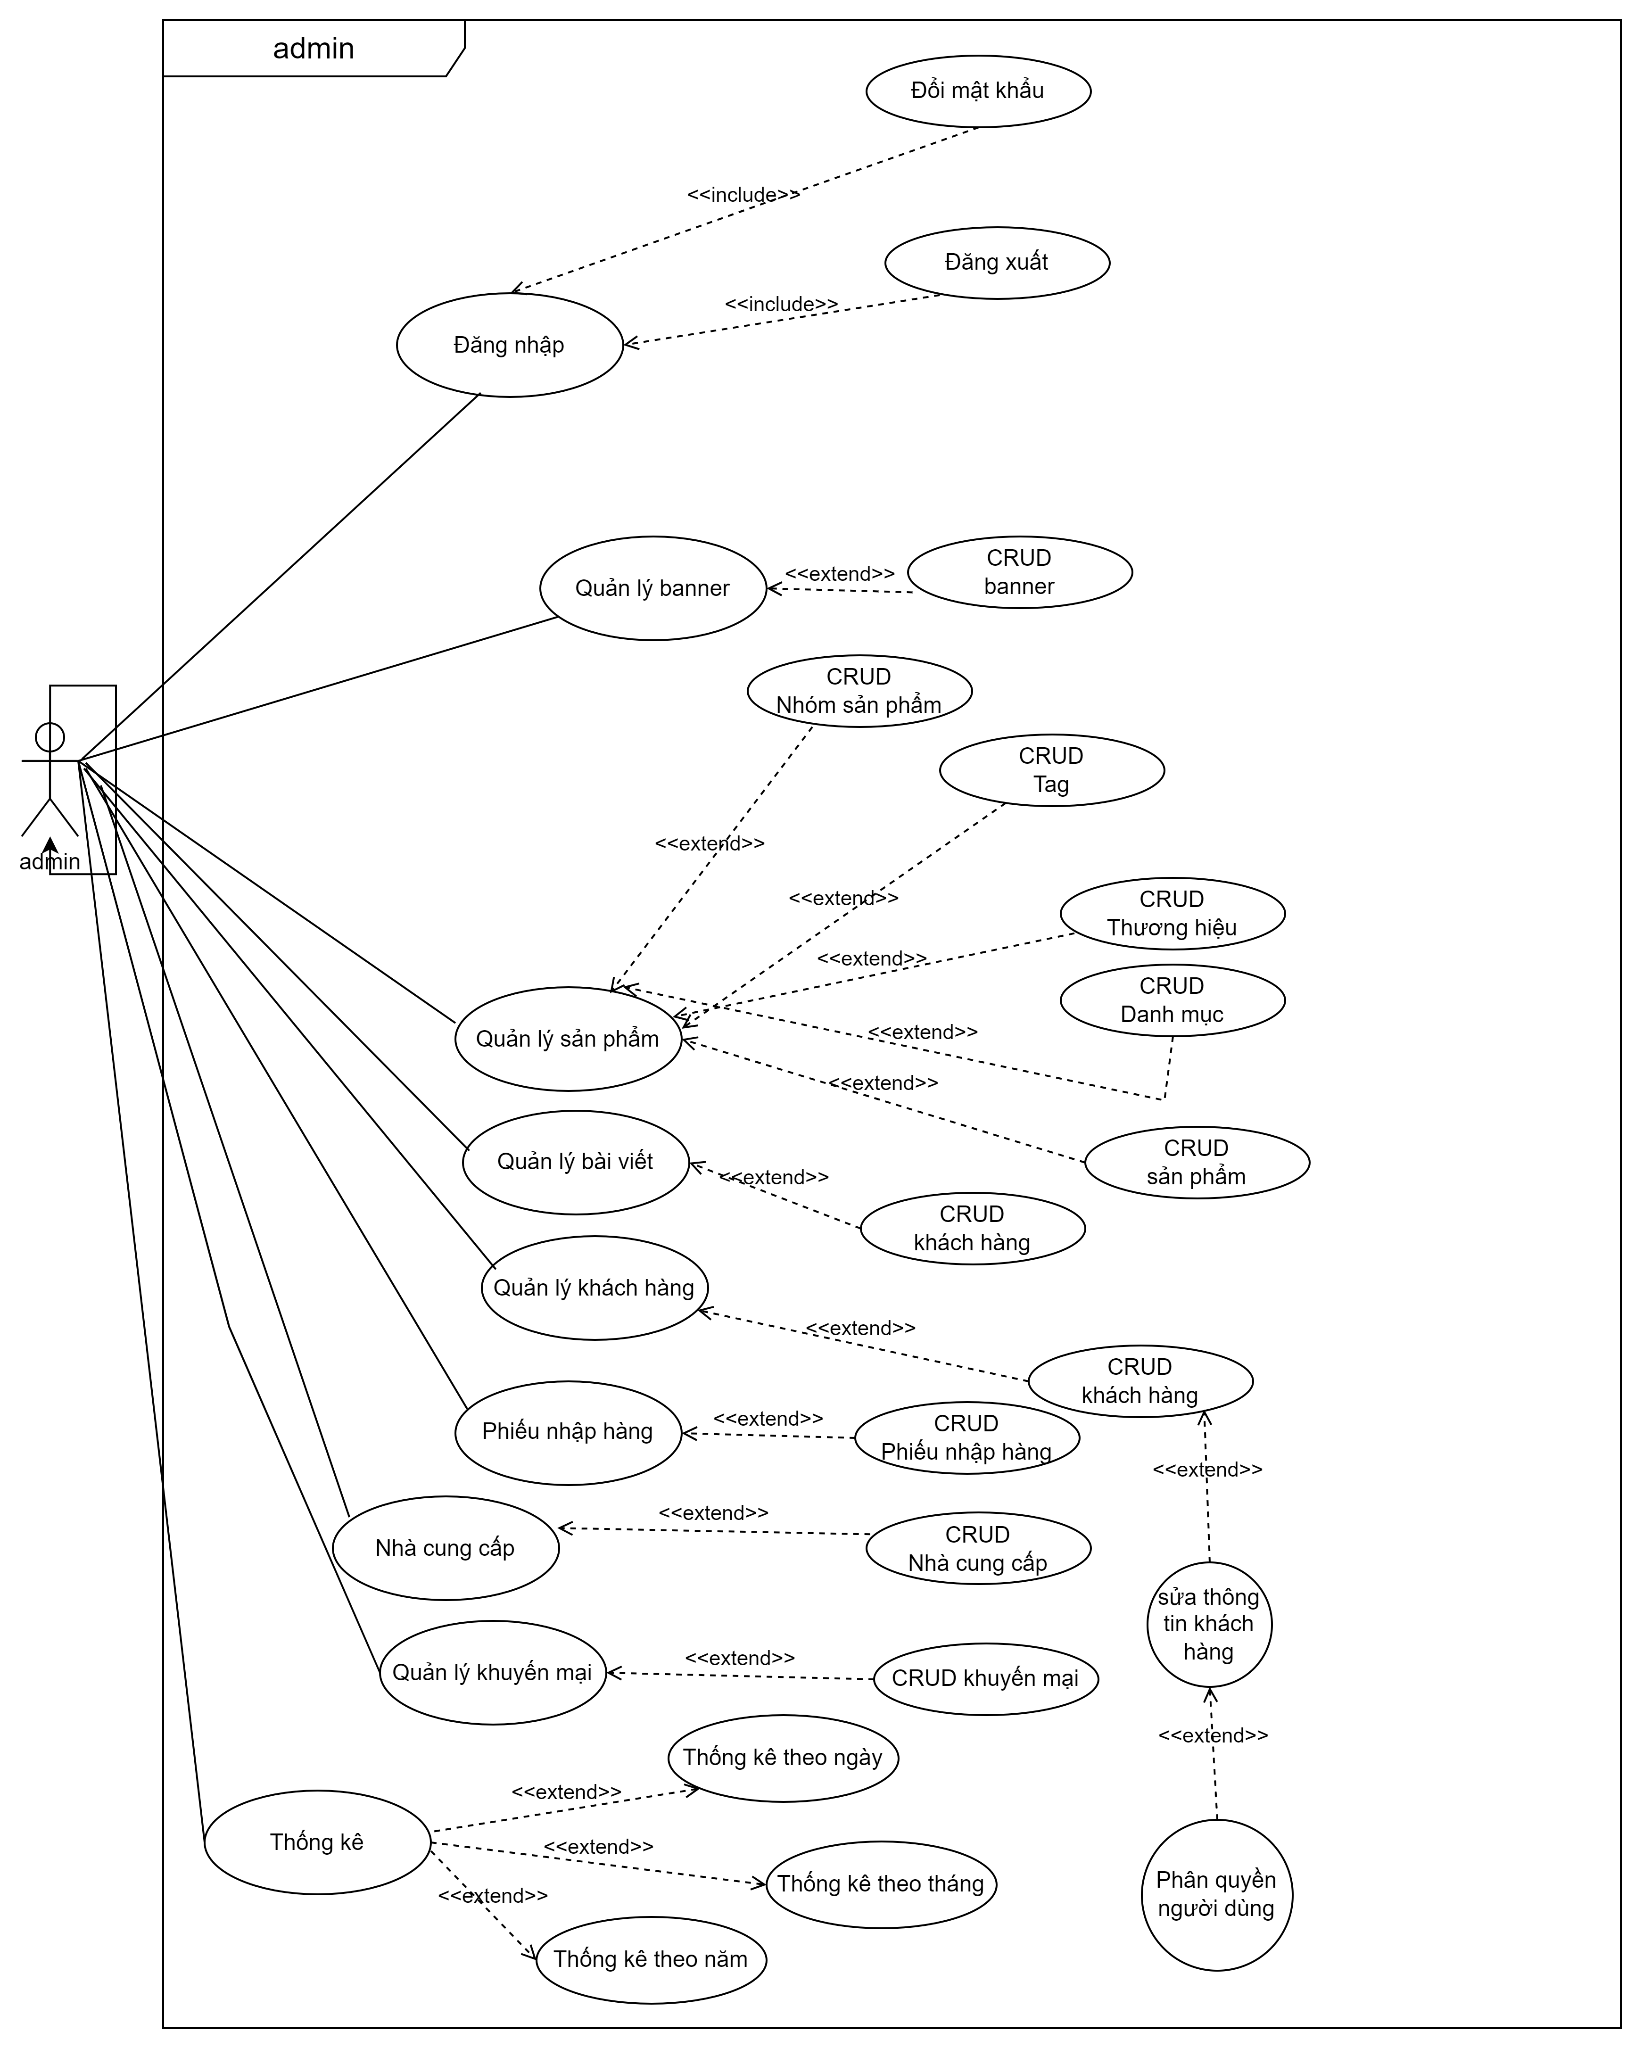 admin
Đổi mật khẩu
<<include>>
Đăng xuất
<<include>>
Đăng nhập
CRUD
banner
<<extend>>
Quản lý banner
CRUD
Nhóm sản phẩm
CRUD
Tag
<<extend>>
admin
<<extend>>
CRUD
Thương hiệu
<<extend>>
CRUD
Danh mục
<<extend>>
Quản lý sản phẩm
<<extend>>
CRUD
sản phẩm
Quản lý bài viết
<<extend>>
CRUD
khách hàng
Quản lý khách hàng
<<extend>>
CRUD
khách hàng
Phiếu nhập hàng
<<extend>>
CRUD
Phiếu nhập hàng
<<extend>>
<<extend>>
Nhà cung cấp
CRUD
Nhà cung cấp
sửa thông
tin khách
hàng
Quản lý khuyến mại
<<extend>>
CRUD khuyến mại
<<extend>>
Thống kê theo ngày
<<extend>>
Thống kê
<<extend>>
Thống kê theo tháng
<<extend>>
Phân quyền
người dùng
Thống kê theo năm